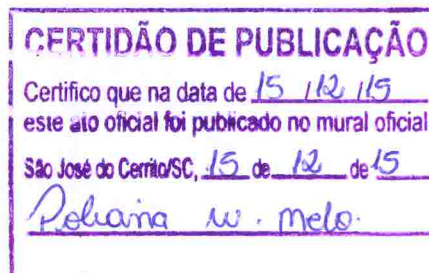 CERTIDÃO DE PUBLICAÇÃO
Certifico que na data de 15 / 12 / 15
este ato oficial foi publicado no mural oficial
São José do Cerrito/SC, 15 de 12 de 15
Poliana W. Melo.